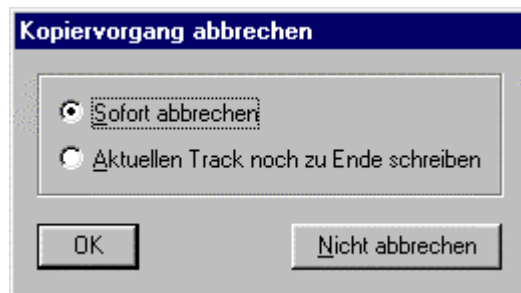 Kopiervorgang abbrechen
Sofort abbrechen
Aktuellen Track noch zu Ende schreiben
OK
Nicht abbrechen